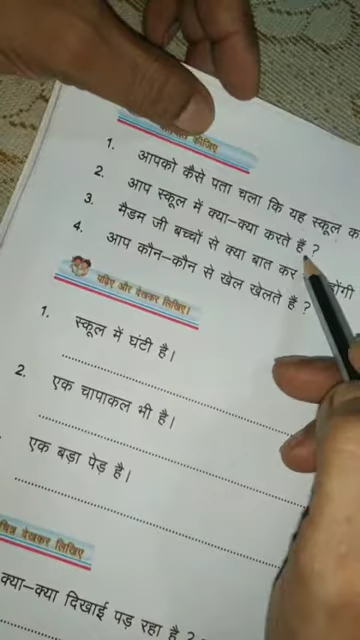 कीजिए
1. आपको कैसे पता चला कि यह स्कूल क
2. आप स्कूल में क्या–क्या करते हैं ?
3. मैडम जी बच्चों से क्या बात कर होंगी
4. आप कौन–कौन से खेल खेलते हैं ?
पढ़िए और देखकर लिखिए।
1. स्कूल में घंटी है।
2. एक चापाकल भी है।
एक बड़ा पेड़ है।
चित्र देखकर लिखिए
क्या–क्या दिखाई पड़ रहा है ?